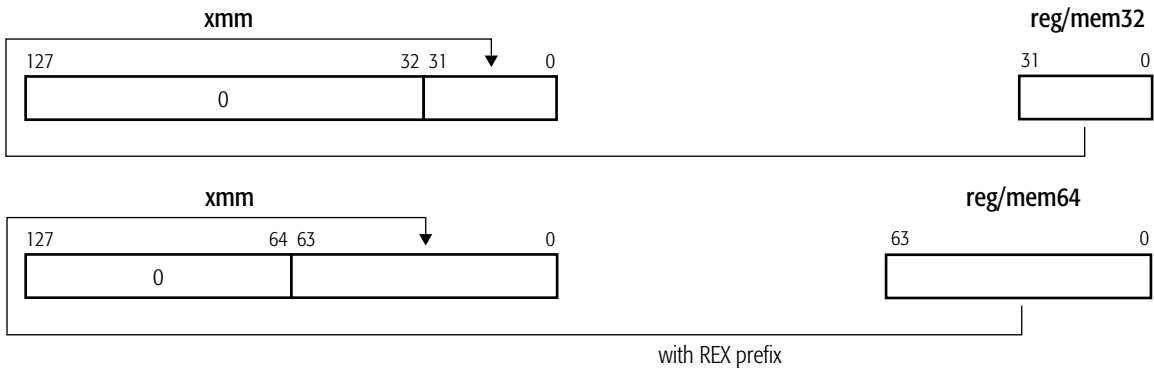 xmm reg/mem32
127 32 31 0 31 0
0
xmm reg/mem64
127 64 63 0 63 0
0
with REX prefix